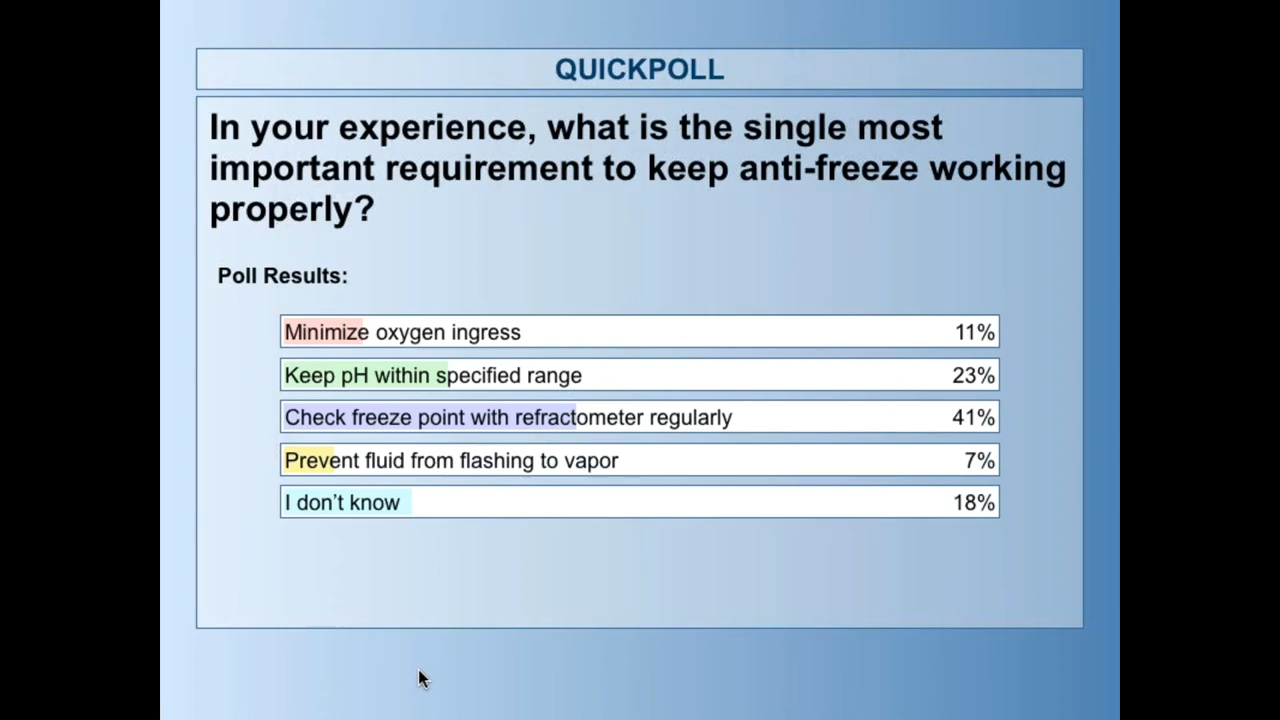 QUICKPOLL
In your experience, what is the single most
important requirement to keep anti-freeze working
properly?
Poll Results:
Minimize oxygen ingress 11%
Keep pH within specified range 23%
Check freeze point with refractometer regularly 41%
Prevent fluid from flashing to vapor 7%
I don’t know 18%